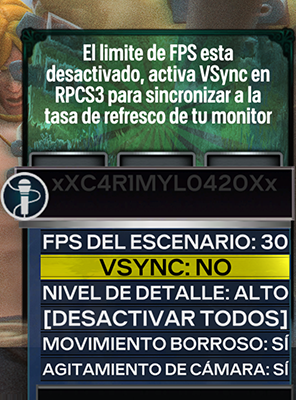 El limite de FPS esta
desactivado, activa VSync en
RPCS3 para sincronizar a la
tasa de refresco de tu monitor
xXC4R1MYL0420Xx
FPS DEL ESCENARIO: 30
VSYNC: NO
NIVEL DE DETALLE: ALTO
[DESACTIVAR TODOS]
MOVIMIENTO BORROSO: SÍ
AGITAMIENTO DE CÁMARA: SÍ